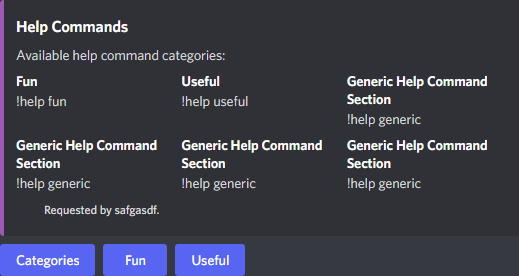 Help Commands
Available help command categories:
Fun
!help fun
Useful
!help useful
Generic Help Command
Section
!help generic
Generic Help Command
Section
!help generic
Generic Help Command
Section
!help generic
Generic Help Command
Section
!help generic
Requested by safgasdf.
Categories
Fun
Useful